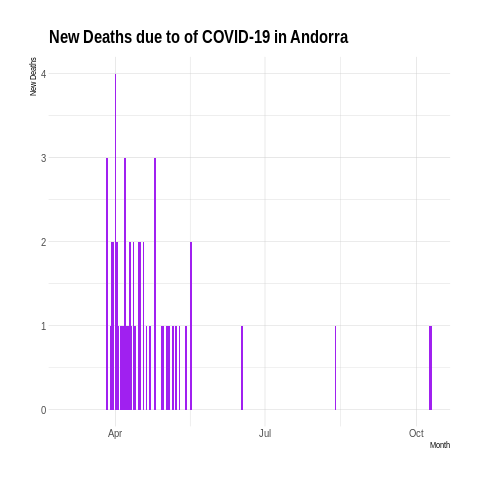 New Deaths due to of COVID-19 in Andorra
New Deaths
4
3
2
1
0
Apr
Jul
Oct
Month